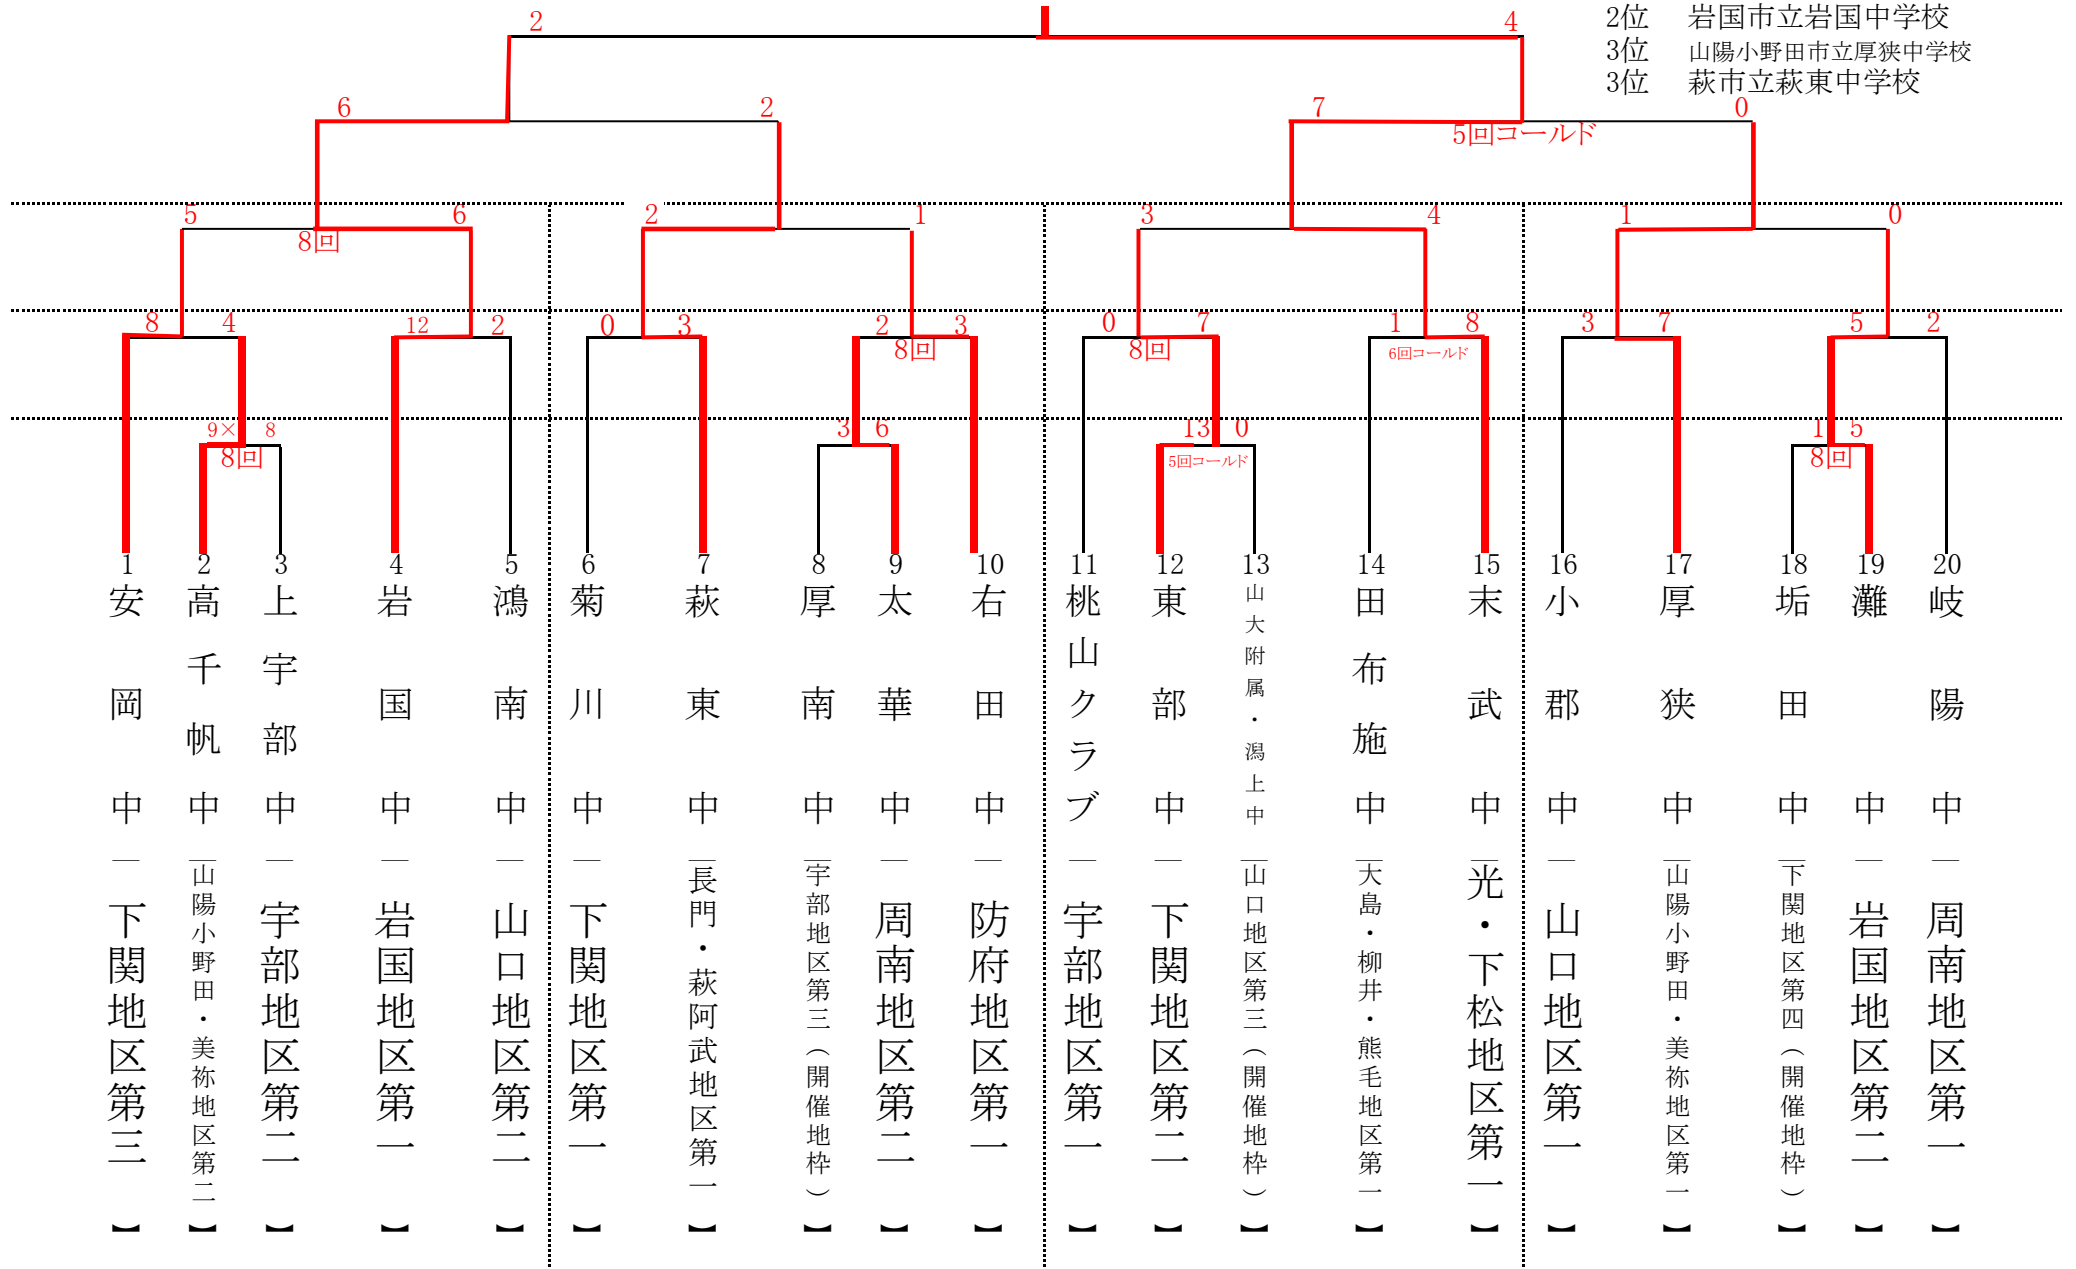 2位 岩国市立岩国中学校
3位 山陽小野田市立厚狭中学校
3位 萩市立萩東中学校
2 4
6 2 7 0
5回コールド
5 6 2 1 3 4 1 0
8回
8 4 12 2 0 3 2 3 0 7 1 8 3 7 5 2
8回 8回 6回コールド
9× 8 3 6 13 0 1 5
8回 5回コールド 8回
1 2 3 4 5 6 7 8 9 10 11 12 13 14 15 16 17 18 19 20
安岡中 ― 下関地区第三 】
高千帆中 ― 山陽小野田・美祢地区第二 】
上宇部中 ― 宇部地区第二 】
岩国中 ― 岩国地区第一 】
鴻南中 ― 山口地区第二 】
菊川中 ― 下関地区第一 】
萩東中 ― 長門・萩阿武地区第一 】
厚南中 ― 宇部地区第三(開催地枠) 】
太華中 ― 周南地区第二 】
右田中 ― 防府地区第一 】
桃山クラブ ― 宇部地区第一 】
東部中 ― 下関地区第二 】
山大附属・潟上中 ― 山口地区第三(開催地枠) 】
田布施中 ― 大島・柳井・熊毛地区第一 】
末武中 ― 光・下松地区第一 】
小郡中 ― 山口地区第一 】
厚狭中 ― 山陽小野田・美祢地区第一 】
垢田中 ― 下関地区第四(開催地枠) 】
灘中 ― 岩国地区第二 】
岐陽中 ― 周南地区第一 】